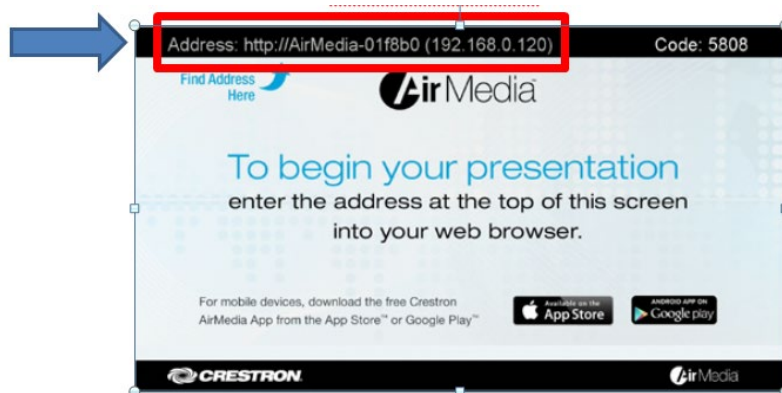 Address: http://AirMedia-01f8b0 (192.168.0.120)
Code: 5808
Find Address
Here
AirMedia
To begin your presentation
enter the address at the top of this screen
into your web browser.
For mobile devices, download the free Crestron
AirMedia App from the App Store™ or Google Play™
Available on the
App Store
ANDROID APP ON
Google play
CRESTRON
AirMedia